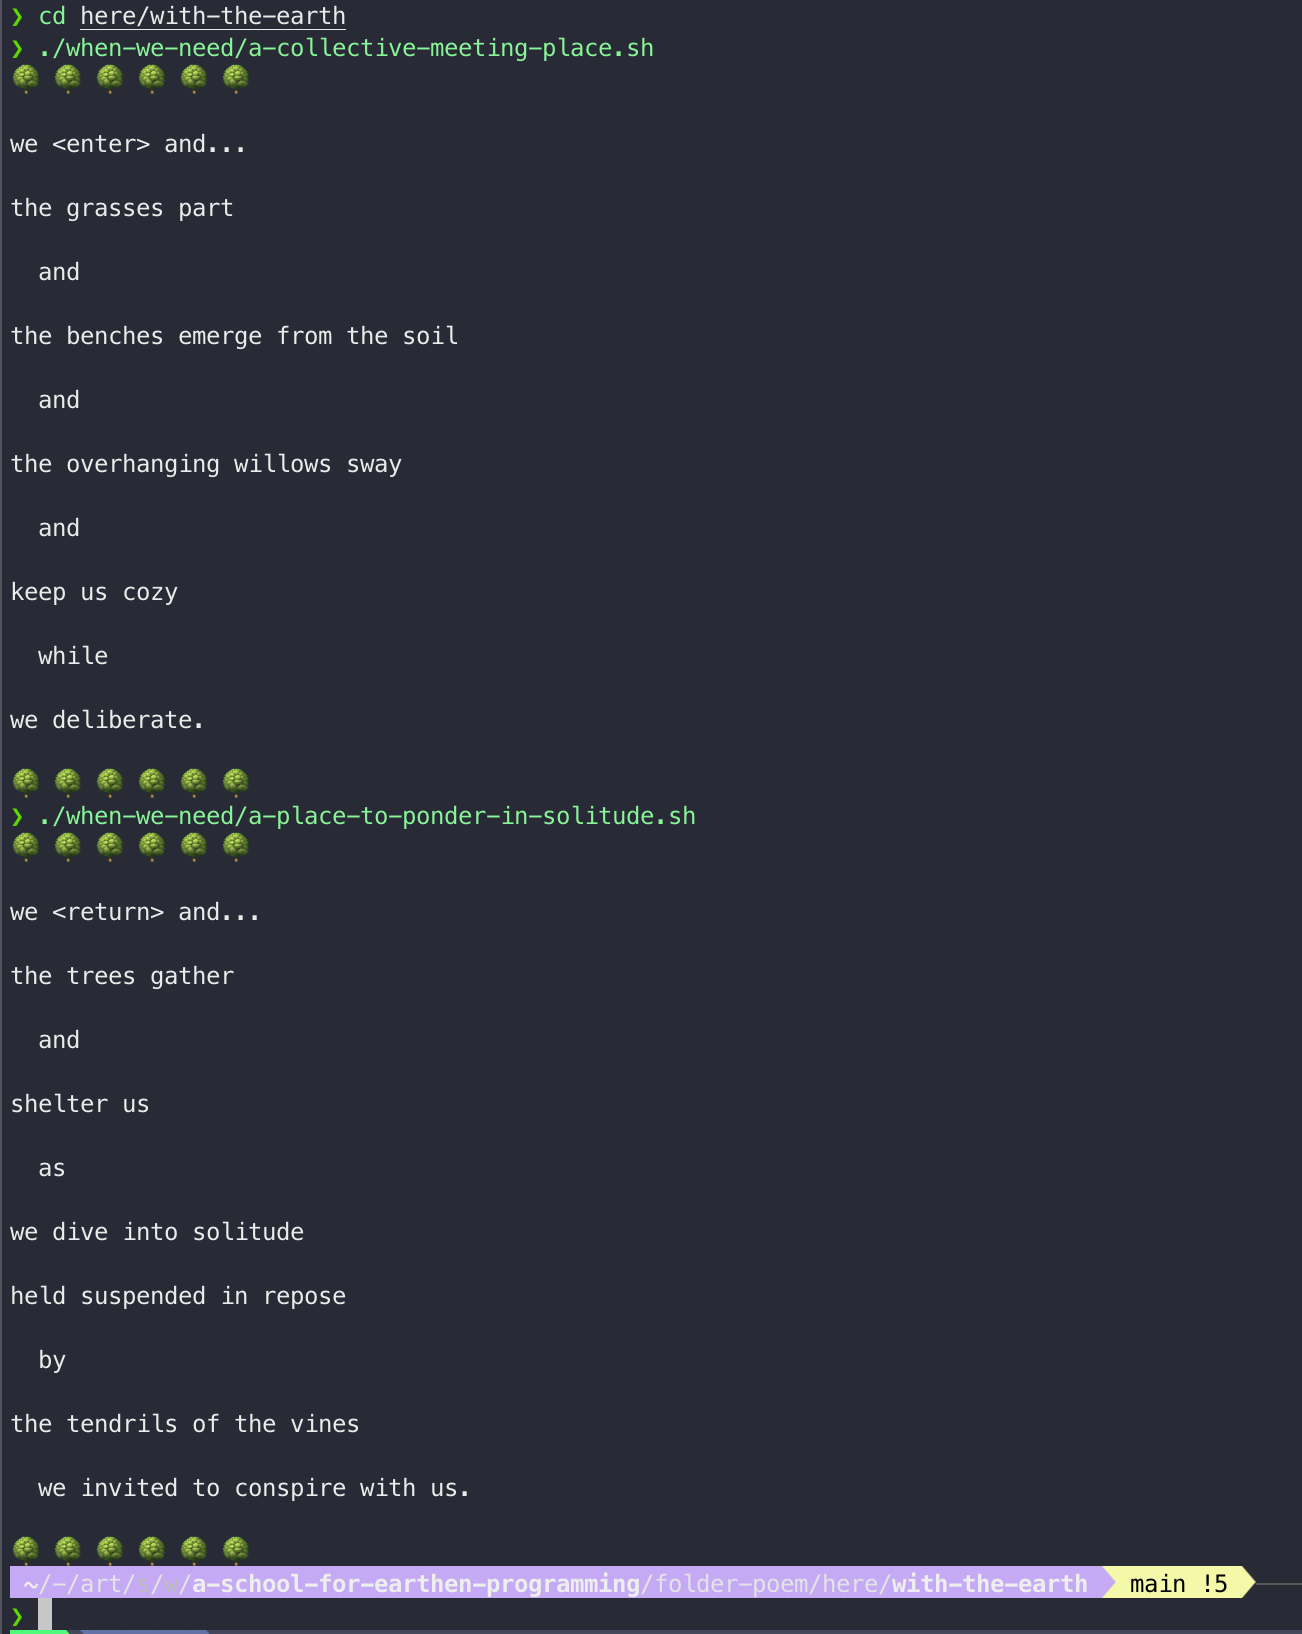 ❯ cd here/with-the-earth
❯ ./when-we-need/a-collective-meeting-place.sh
🌳 🌳 🌳 🌳 🌳 🌳
we <enter> and...
the grasses part
and
the benches emerge from the soil
and
the overhanging willows sway
and
keep us cozy
while
we deliberate.
🌳 🌳 🌳 🌳 🌳 🌳
❯ ./when-we-need/a-place-to-ponder-in-solitude.sh
🌳 🌳 🌳 🌳 🌳 🌳
we <return> and...
the trees gather
and
shelter us
as
we dive into solitude
held suspended in repose
by
the tendrils of the vines
we invited to conspire with us.
🌳 🌳 🌳 🌳 🌳 🌳
~/-/art/ / /a-school-for-earthen-programming/folder-poem/here/with-the-earth main !5
❯